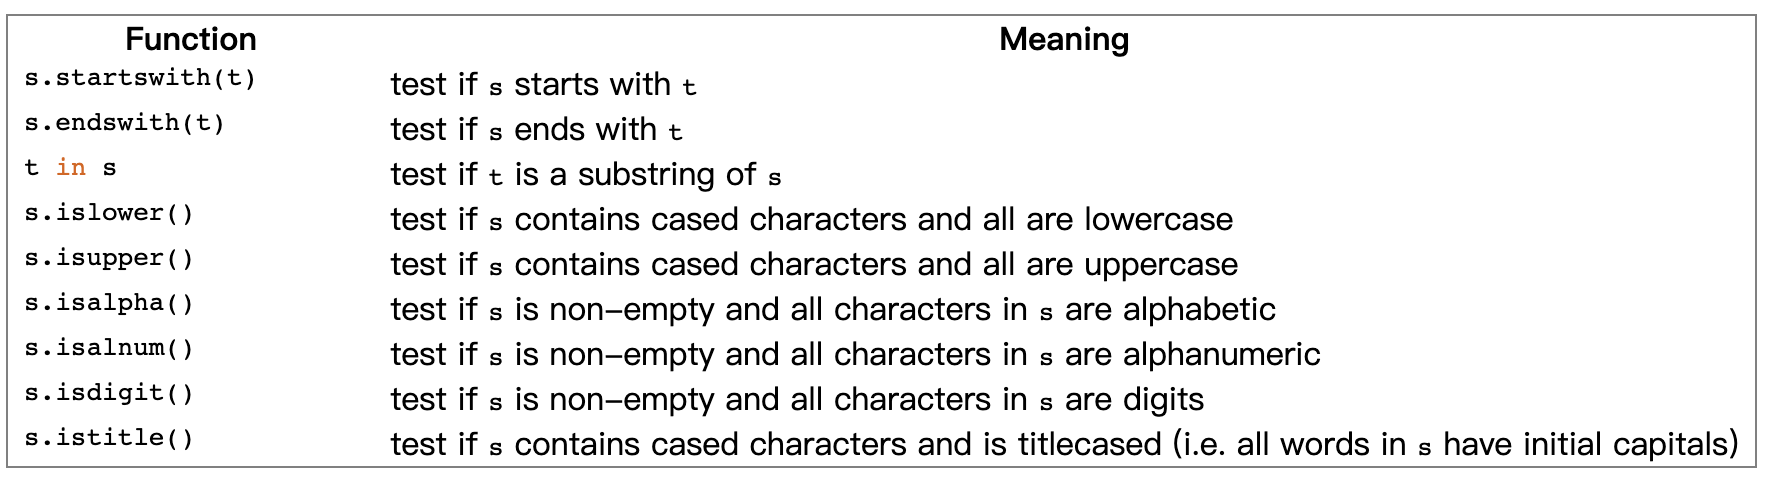 Function Meaning
s.startswith(t) test if s starts with t
s.endswith(t) test if s ends with t
t in s test if t is a substring of s
s.islower() test if s contains cased characters and all are lowercase
s.isupper() test if s contains cased characters and all are uppercase
s.isalpha() test if s is non-empty and all characters in s are alphabetic
s.isalnum() test if s is non-empty and all characters in s are alphanumeric
s.isdigit() test if s is non-empty and all characters in s are digits
s.istitle() test if s contains cased characters and is titlecased (i.e. all words in s have initial capitals)